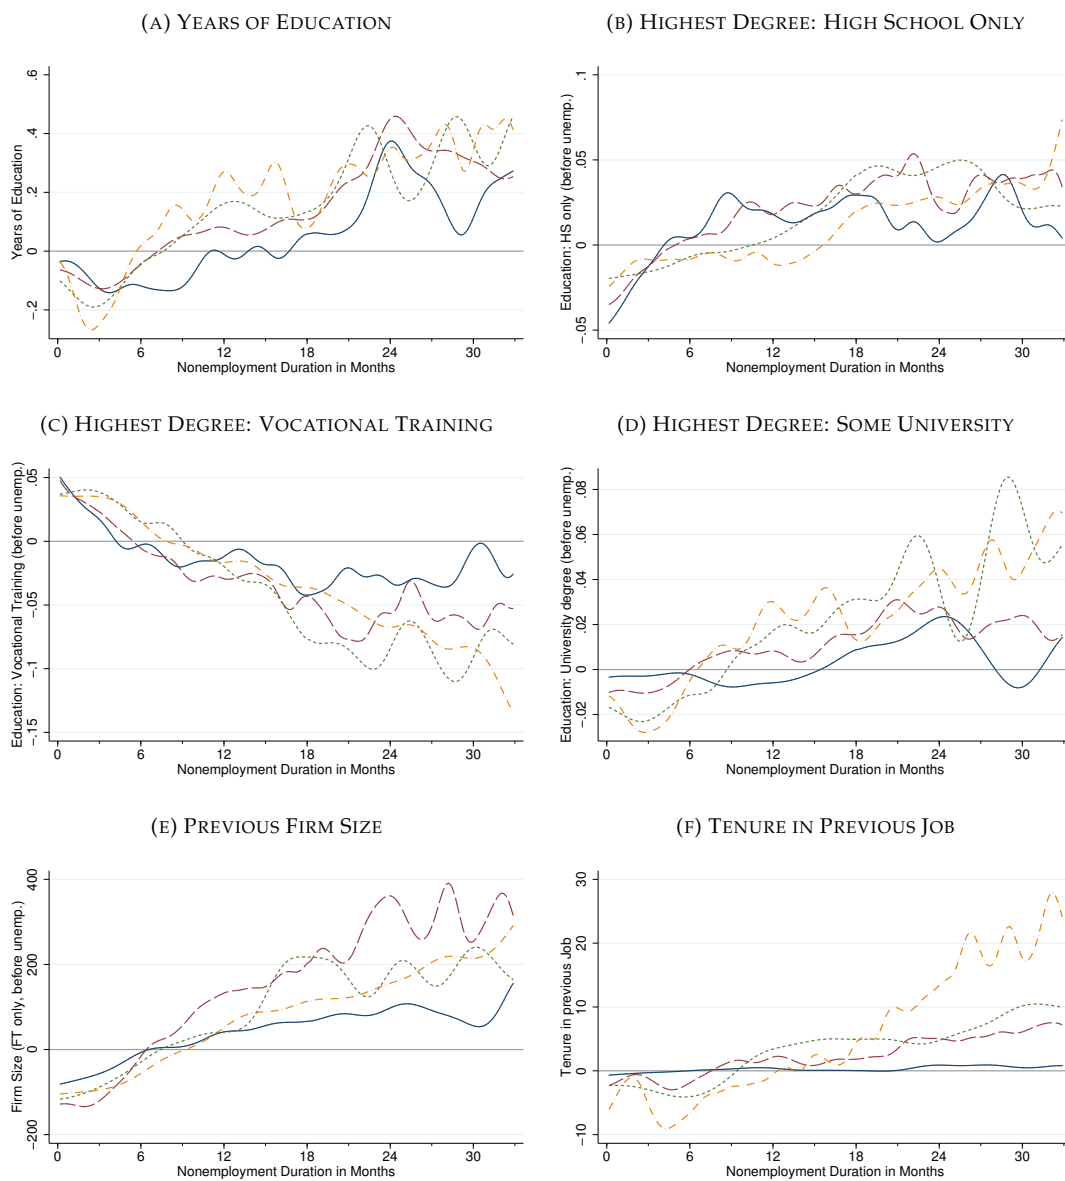 (A) YEARS OF EDUCATION
Years of Education
.6
.4
.2
0
-.2
0 6 12 18 24 30
Nonemployment Duration in Months
(B) HIGHEST DEGREE: HIGH SCHOOL ONLY
Education: HS only (before unemp.)
.1
.05
0
-.05
0 6 12 18 24 30
Nonemployment Duration in Months
(C) HIGHEST DEGREE: VOCATIONAL TRAINING
Education: Vocational Training (before unemp.)
.05
0
-.05
-.1
-.15
0 6 12 18 24 30
Nonemployment Duration in Months
(D) HIGHEST DEGREE: SOME UNIVERSITY
Education: University degree (before unemp.)
.08
.06
.04
.02
0
-.02
0 6 12 18 24 30
Nonemployment Duration in Months
(E) PREVIOUS FIRM SIZE
Firm Size (FT only, before unemp.)
400
200
0
-200
0 6 12 18 24 30
Nonemployment Duration in Months
(F) TENURE IN PREVIOUS JOB
Tenure in previous Job
30
20
10
0
-10
0 6 12 18 24 30
Nonemployment Duration in Months